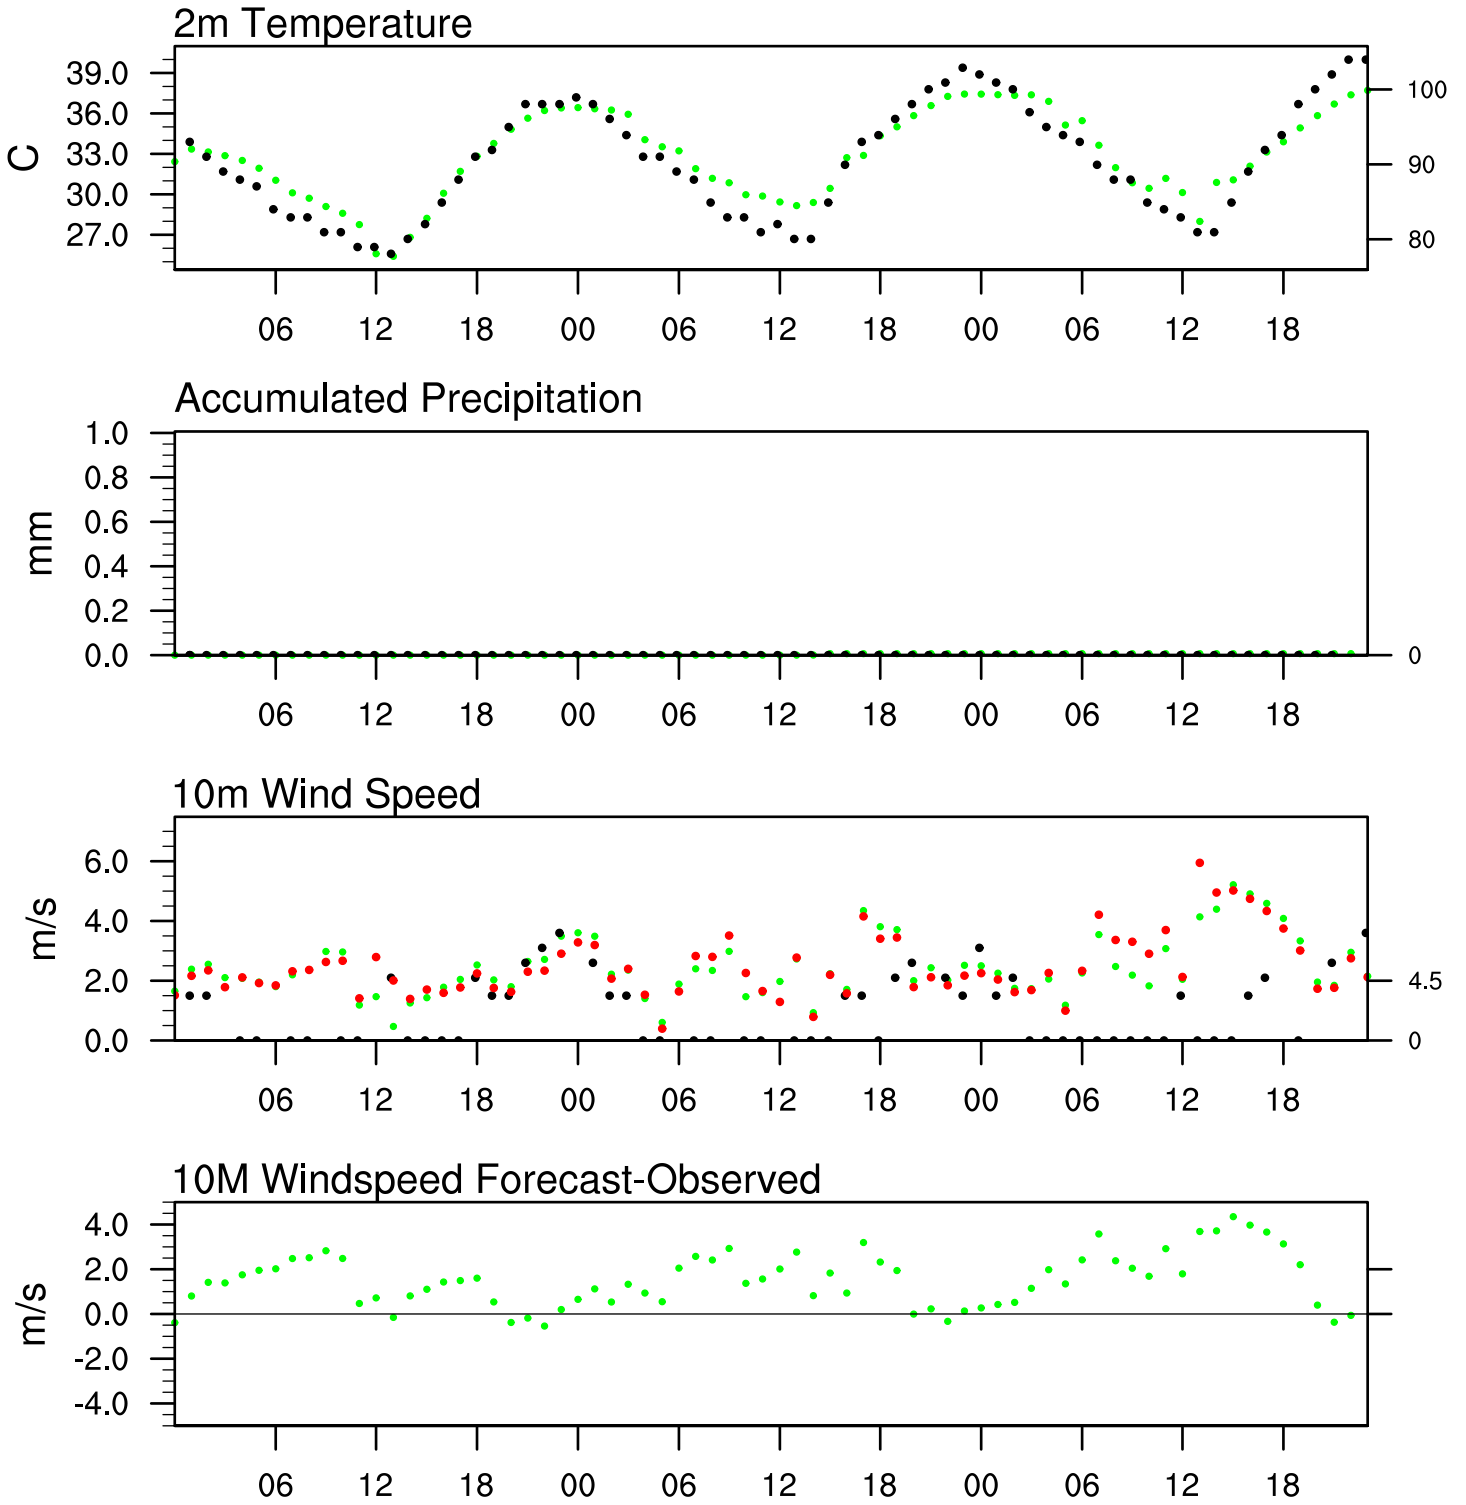 2m Temperature
39.0
36.0
33.0
30.0
27.0
C
100
90
80
06 12 18 00 06 12 18 00 06 12 18
Accumulated Precipitation
1.0
0.8
0.6
0.4
0.2
0.0
mm
0
06 12 18 00 06 12 18 00 06 12 18
10m Wind Speed
6.0
4.0
2.0
0.0
m/s
4.5
0
06 12 18 00 06 12 18 00 06 12 18
10M Windspeed Forecast-Observed
4.0
2.0
0.0
-2.0
-4.0
m/s
06 12 18 00 06 12 18 00 06 12 18